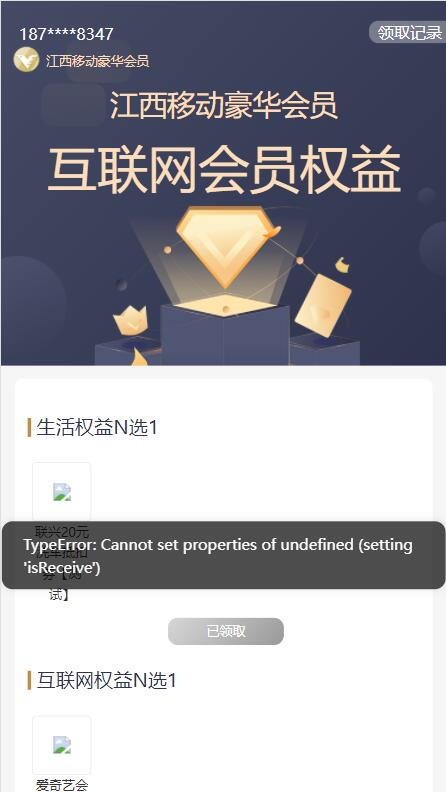 187****8347
领取记录
江西移动豪华会员
江西移动豪华会员
互联网会员权益
生活权益N选1
联兴20元
TypeError: Cannot set properties of undefined (setting
'isReceive')
试】
已领取
互联网权益N选1
爱奇艺会